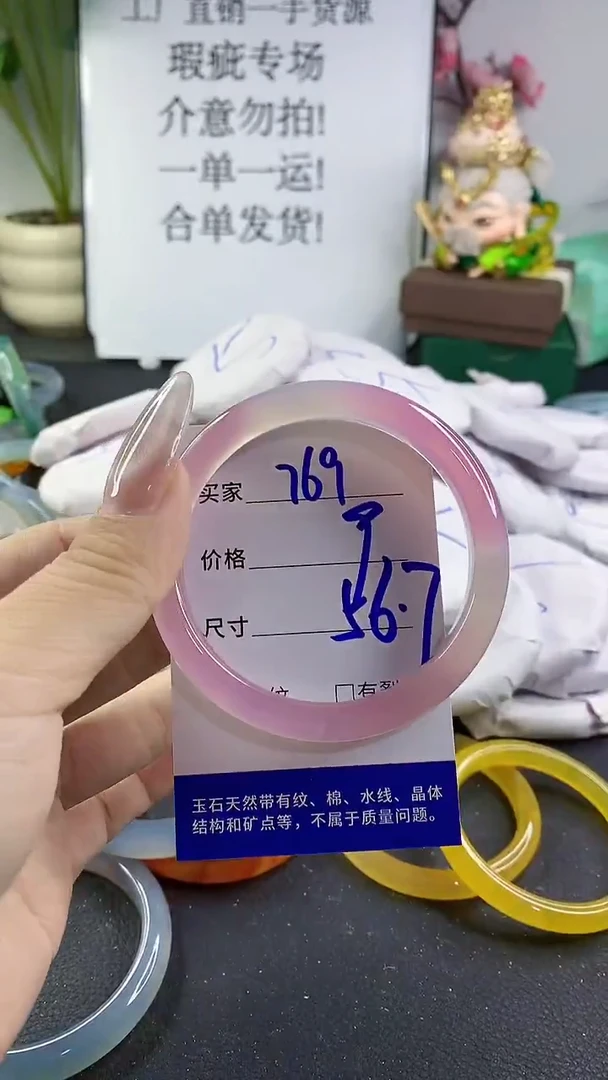 工厂直销一手货源
瑕疵专场
介意勿拍!
一单一运!
合单发货!
买家 769
价格
尺寸 56.7
纹 □有裂
玉石天然带有纹、棉、水线、晶体
结构和矿点等，不属于质量问题。